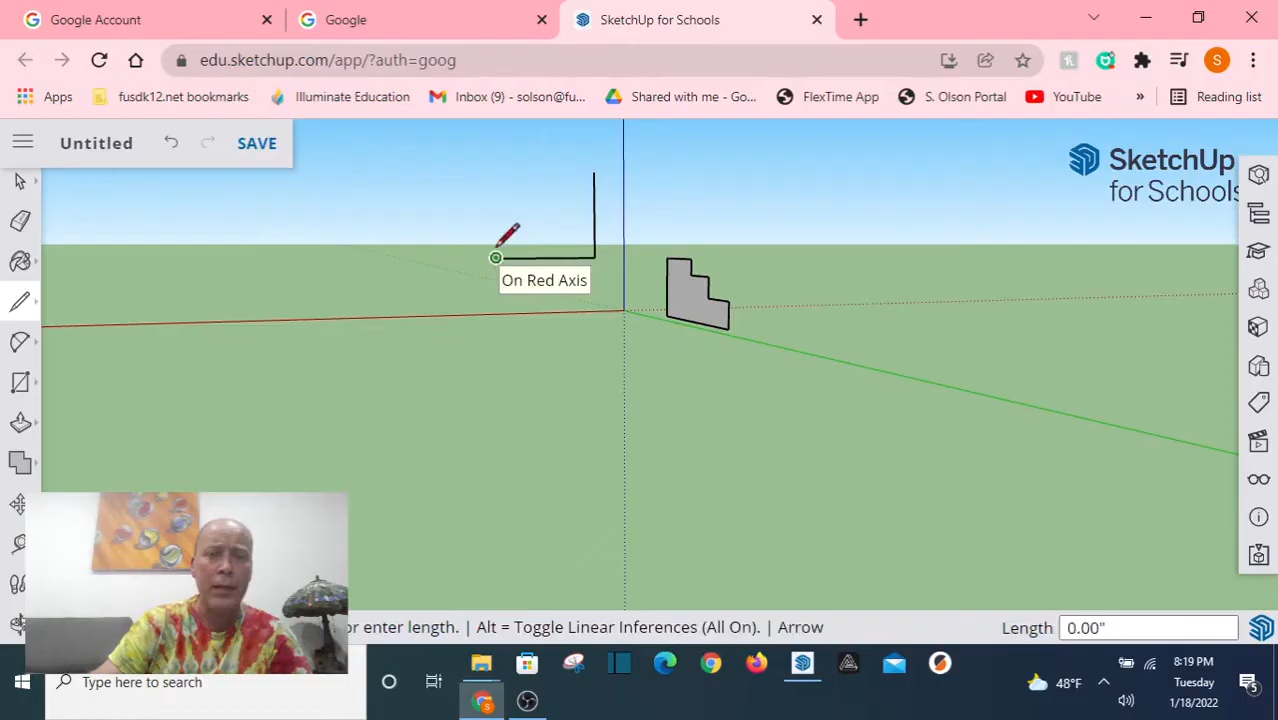 Google Account
Google
SketchUp for Schools
edu.sketchup.com/app/?auth=goog
Apps
fusdk12.net bookmarks
Illuminate Education
Inbox (9) - solson@fu...
Shared with me - Go...
FlexTime App
S. Olson Portal
YouTube
»
Reading list
S
Untitled
SAVE
SketchUp
for Schools
On Red Axis
or enter length. | Alt = Toggle Linear Inferences (All On). | Arrow
Length 0.00"
Type here to search
48°F
8:19 PM
Tuesday
1/18/2022
5